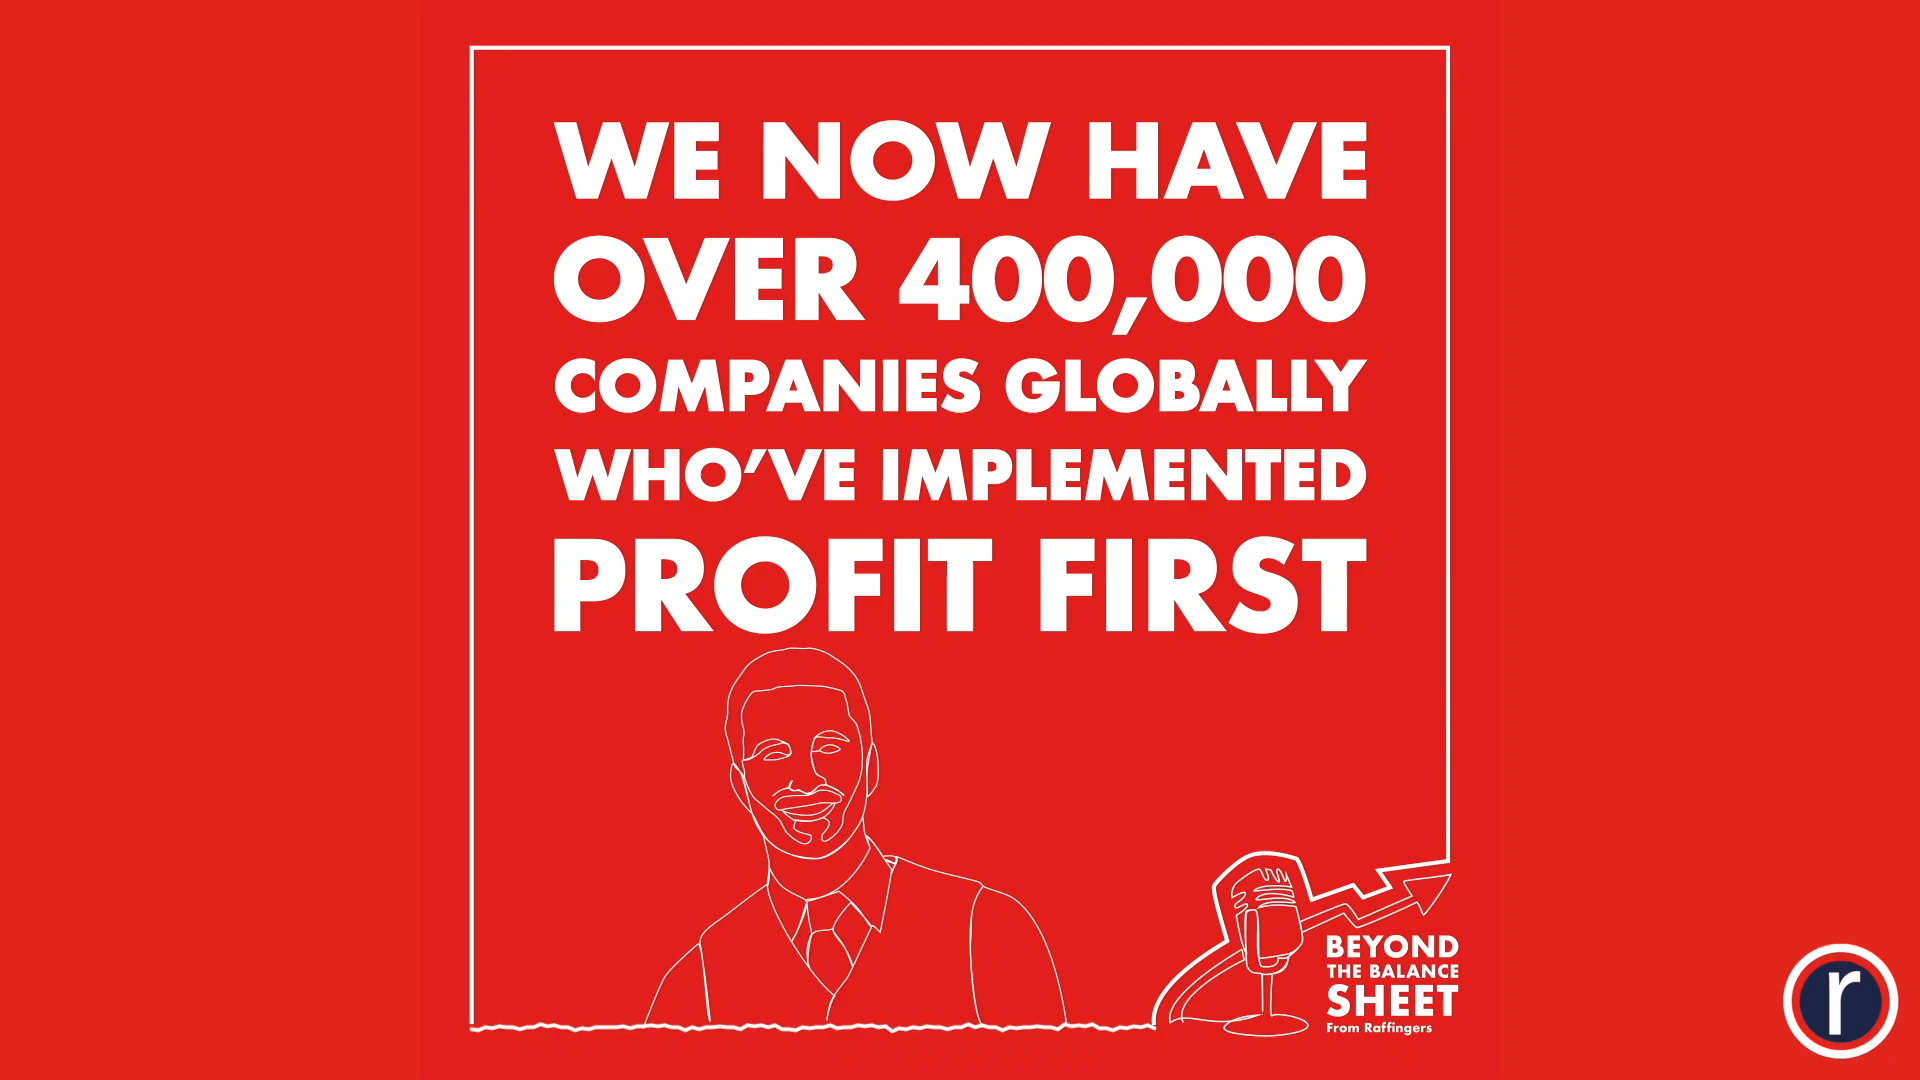 WE NOW HAVE
OVER 400,000
COMPANIES GLOBALLY
WHO'VE IMPLEMENTED
PROFIT FIRST
BEYOND
THE BALANCE
SHEET
From Raffingers
r